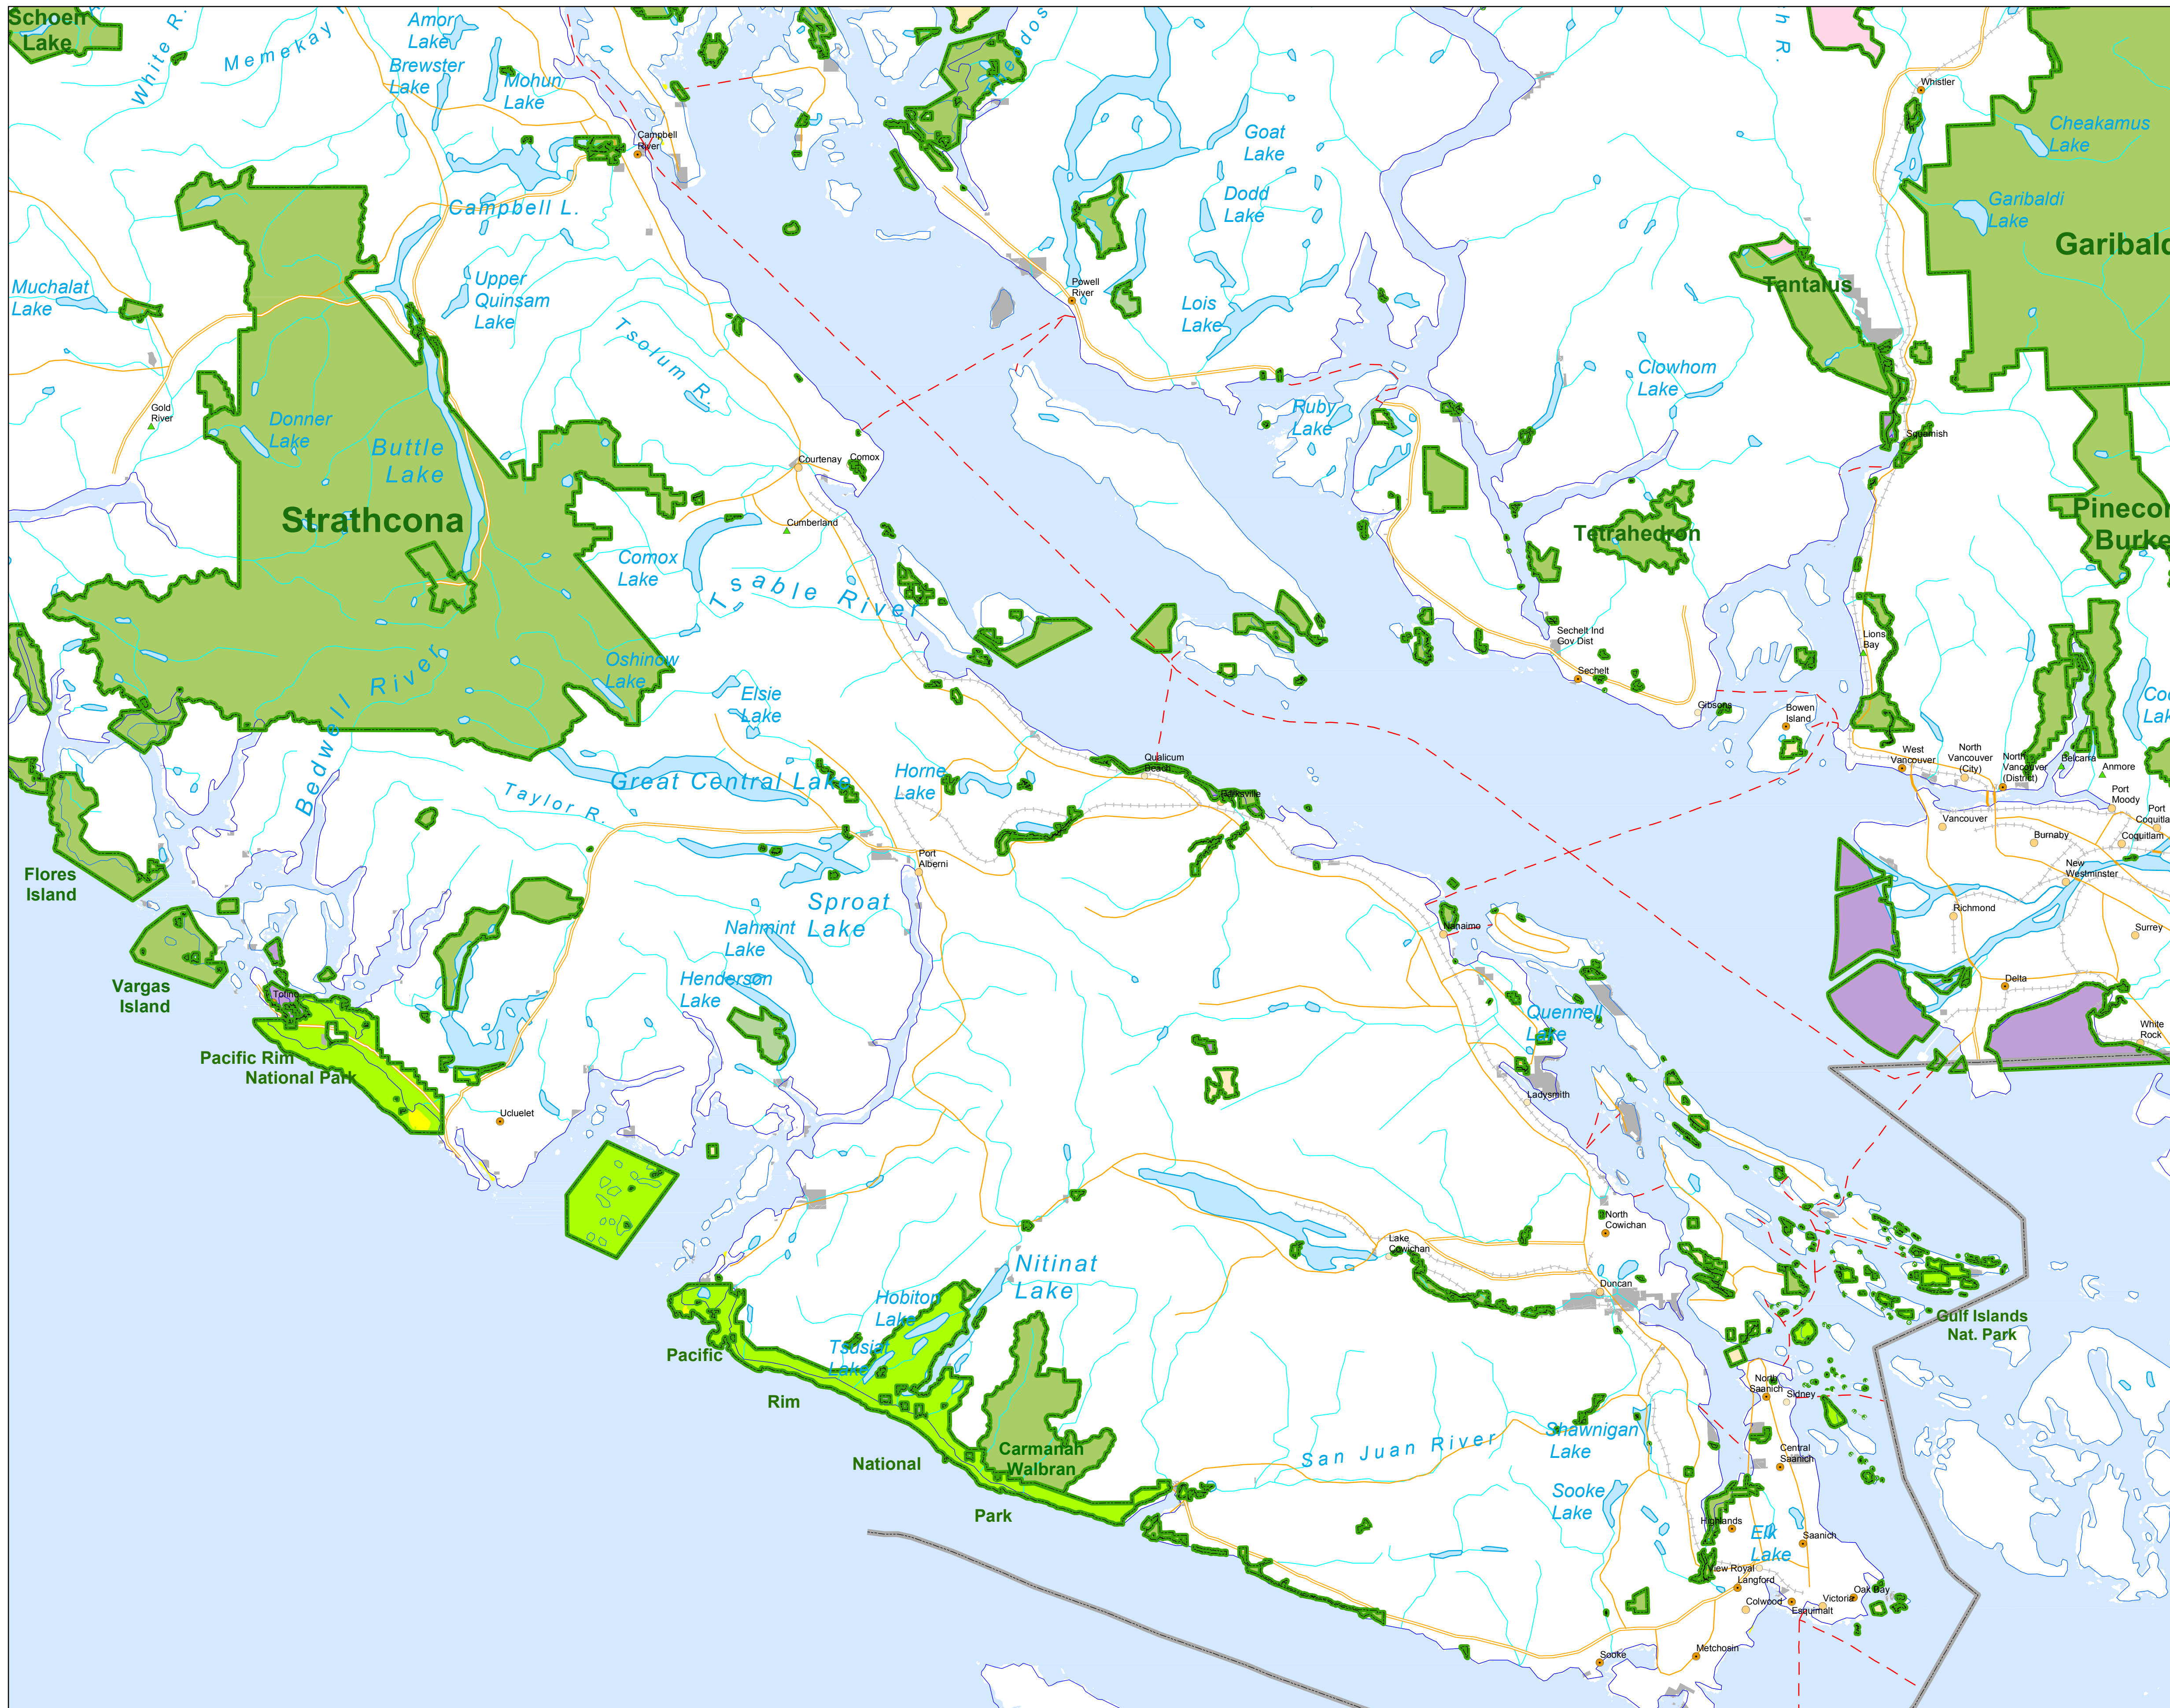 Schoen
Lake
White R.
Memekay
Amor
Lake
Brewster
Lake
Mohun
Lake
Campbell
River
Campbell L.
Upper
Quinsam
Lake
Muchalat
Lake
Gold
River
Donner
Lake
Buttle
Lake
Strathcona
Tsolum R.
Courtenay
Comox
Cumberland
Comox
Lake
Tsable River
Oshinow
Lake
Bedwell River
Elsie
Lake
Great Central Lake
Taylor R.
Horne
Lake
Qualicum
Beach
Parksville
Port
Alberni
Sproat
Lake
Nahmint
Lake
Henderson
Lake
Flores
Island
Vargas
Island
Tofino
Pacific Rim
National Park
Ucluelet
Goat
Lake
Dodd
Lake
Lois
Lake
Powell
River
Ruby
Lake
Clowhom
Lake
Tetrahedron
Sechelt Ind
Gov Dist
Sechelt
Gibsons
Bowen
Island
Lions
Bay
Whistler
Cheakamus
Lake
Garibaldi
Lake
Garibald
Tantalus
Squamish
Pinecon
Burke
West
Vancouver
North
Vancouver
(City)
North
Vancouver
(District)
Belcarra
Anmore
Port
Moody
Port
Coquitla
Coquitlam
Vancouver
Burnaby
New
Westminster
Richmond
Surrey
Delta
White
Rock
Nanaimo
Quennell
Lake
Ladysmith
North
Cowichan
Lake
Cowichan
Duncan
Nitinat
Lake
Hobiton
Lake
Tsusiat
Lake
Pacific
Rim
National
Park
Carmanah
Walbran
San Juan River
Shawnigan
Lake
Sooke
Lake
Gulf Islands
Nat. Park
North
Saanich
Sidney
Central
Saanich
Highlands
Elk
Lake
Saanich
View Royal
Langford
Colwood
Esquimalt
Victoria
Oak Bay
Metchosin
Sooke